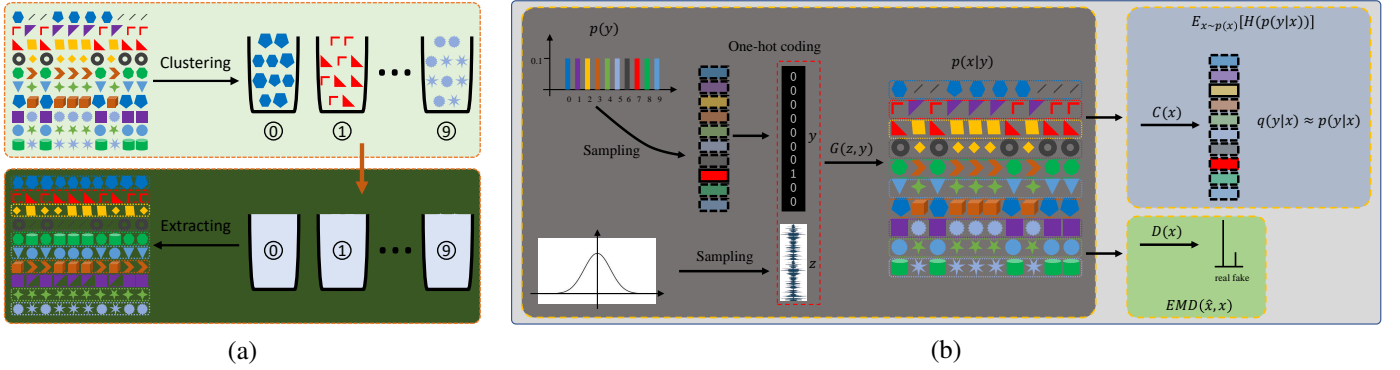 Clustering
⓪
①
⑨
Extracting
⓪
①
⑨
(a)
p(y)
0.1
0 1 2 3 4 5 6 7 8 9
Sampling
One-hot coding
0
0
0
0
0
0
0
1
0
0
y
Sampling
z
G(z, y)
p(x|y)
E_{x~p(x)}[H(p(y|x))]
C(x)
q(y|x) ≈ p(y|x)
D(x)
real fake
EMD(x̂, x)
(b)